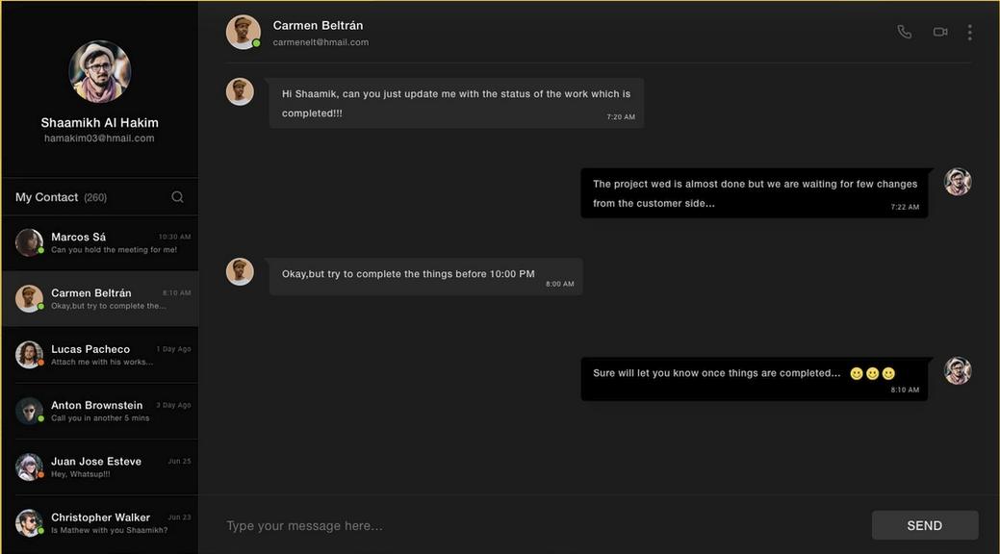 Shaamikh Al Hakim
hamakim03@hmail.com
My Contact (260)
Marcos Sá 10:30 AM
Can you hold the meeting for me!
Carmen Beltrán 8:10 AM
Okay,but try to complete the...
Lucas Pacheco 1 Day Ago
Attach me with his works...
Anton Brownstein 3 Day Ago
Call you in another 5 mins
Juan Jose Esteve Jun 25
Hey, Whatsup!!!
Christopher Walker Jun 23
Is Mathew with you Shaamikh?
Carmen Beltrán
carmenelt@hmail.com
Hi Shaamik, can you just update me with the status of the work which is
completed!!!
7:20 AM
The project wed is almost done but we are waiting for few changes
from the customer side...
7:22 AM
Okay,but try to complete the things before 10:00 PM
8:00 AM
Sure will let you know once things are completed... 🙂🙂🙂
8:10 AM
Type your message here...
SEND